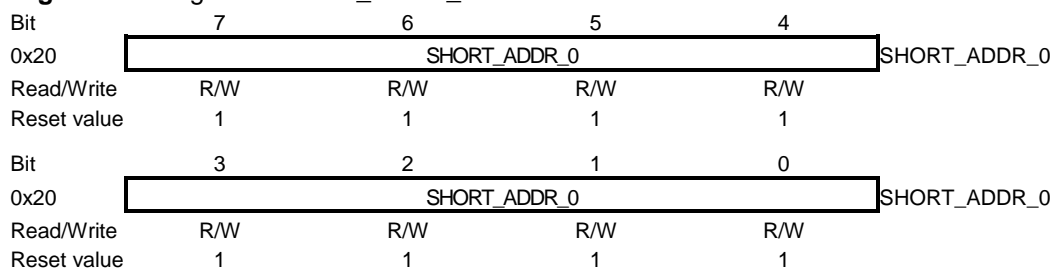 Bit 7 6 5 4
0x20 SHORT_ADDR_0 SHORT_ADDR_0
Read/Write R/W R/W R/W R/W
Reset value 1 1 1 1
Bit 3 2 1 0
0x20 SHORT_ADDR_0 SHORT_ADDR_0
Read/Write R/W R/W R/W R/W
Reset value 1 1 1 1